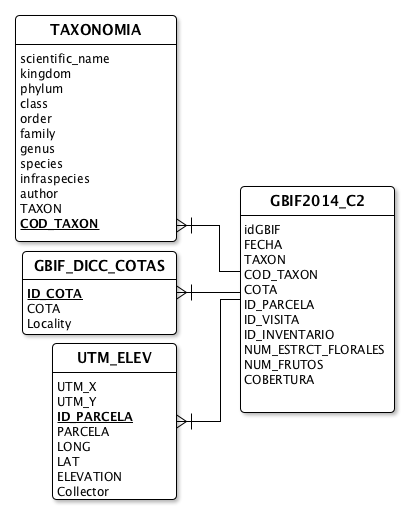 TAXONOMIA
scientific_name
kingdom
phylum
class
order
family
genus
species
infraspecies
author
TAXON
COD_TAXON
GBIF_DICC_COTAS
ID_COTA
COTA
Locality
UTM_ELEV
UTM_X
UTM_Y
ID_PARCELA
PARCELA
LONG
LAT
ELEVATION
Collector
GBIF2014_C2
idGBIF
FECHA
TAXON
COD_TAXON
COTA
ID_PARCELA
ID_VISITA
ID_INVENTARIO
NUM_ESTRCT_FLORALES
NUM_FRUTOS
COBERTURA